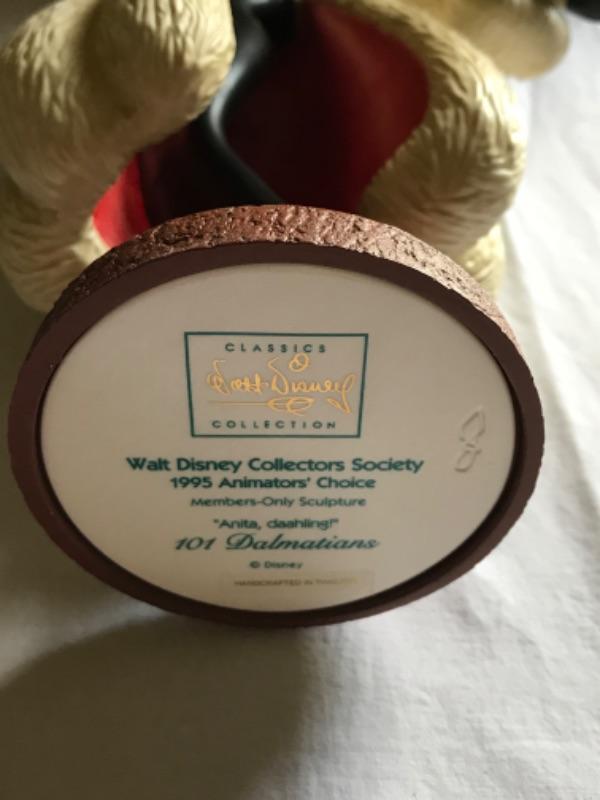 CLASSICS
Walt Disney
COLLECTION
Walt Disney Collectors Society
1995 Animators' Choice
Members-Only Sculpture
"Anita, daahling!"
101 Dalmatians
© Disney
HANDCRAFTED IN